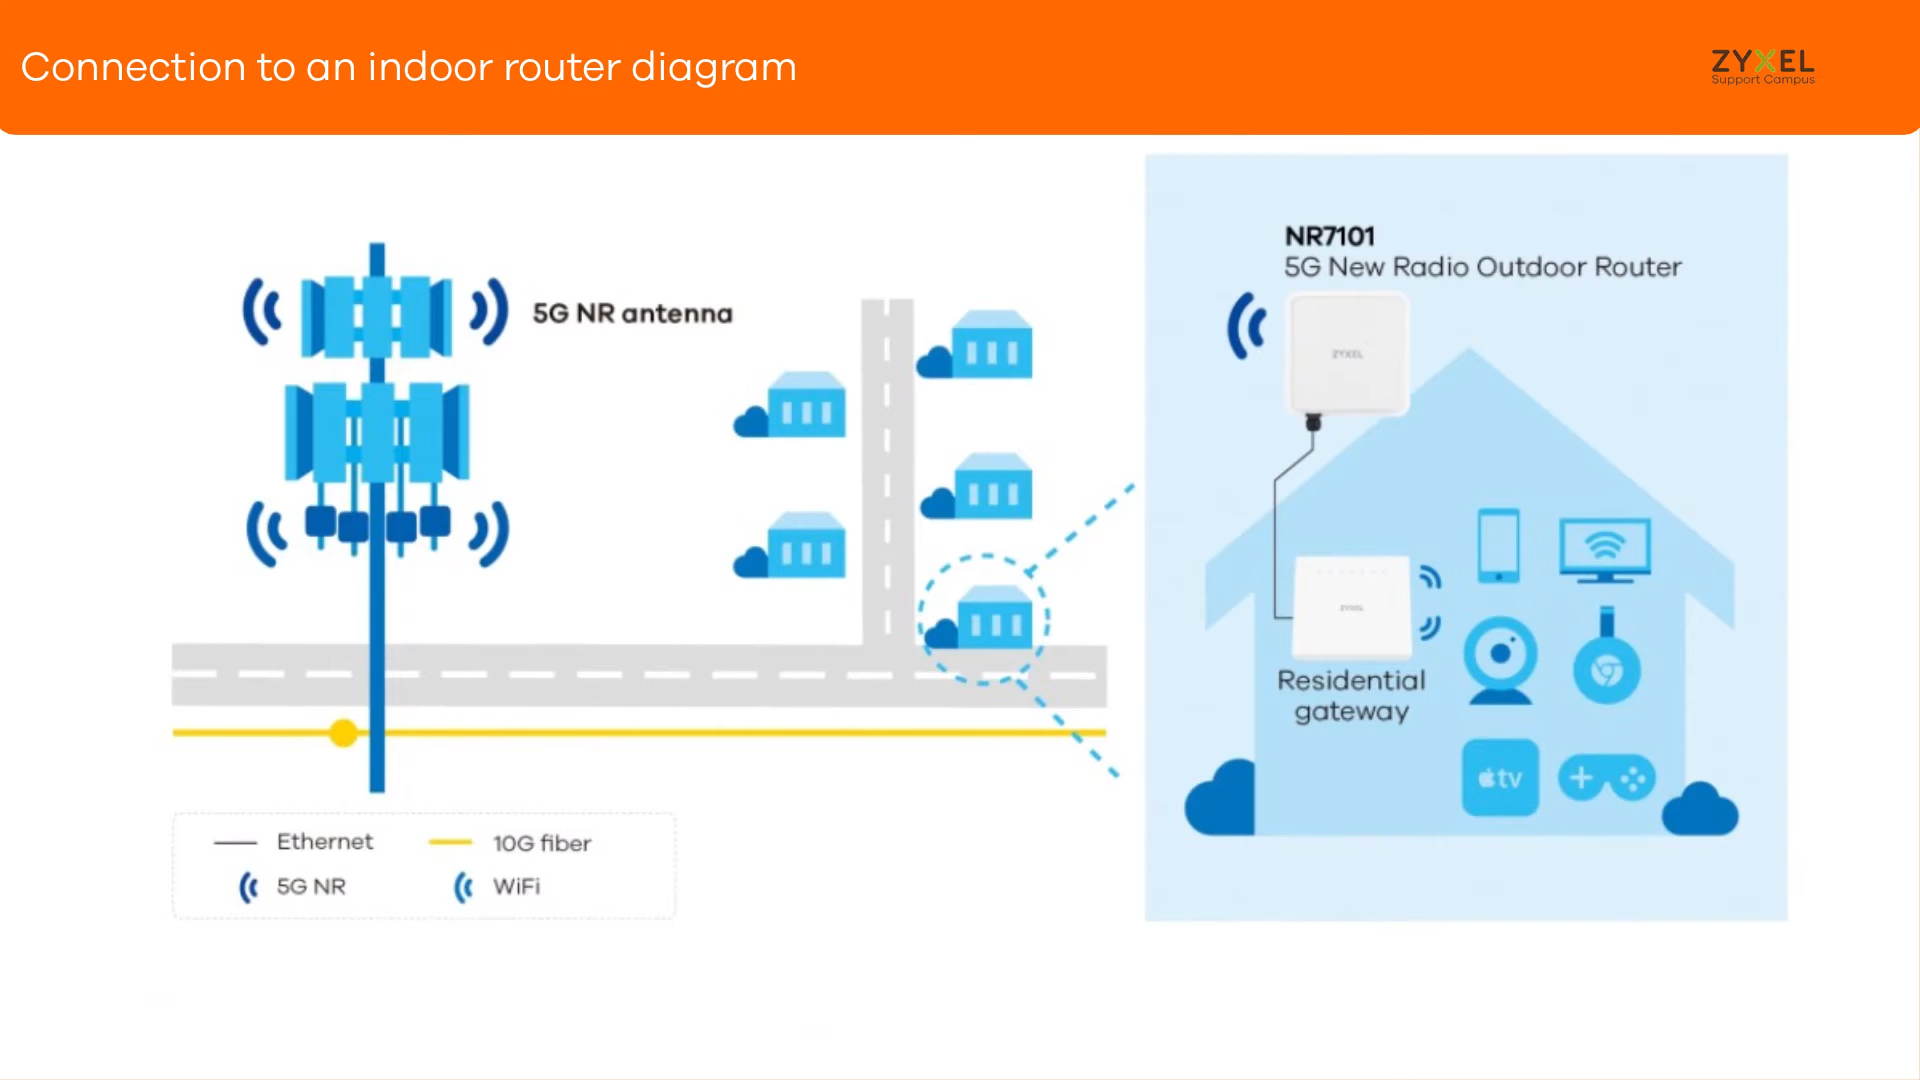 Connection to an indoor router diagram
ZYXEL
Support Campus
5G NR antenna
NR7101
5G New Radio Outdoor Router
ZYXEL
ZYXEL
Residential
gateway
tv
Ethernet
10G fiber
5G NR
WiFi